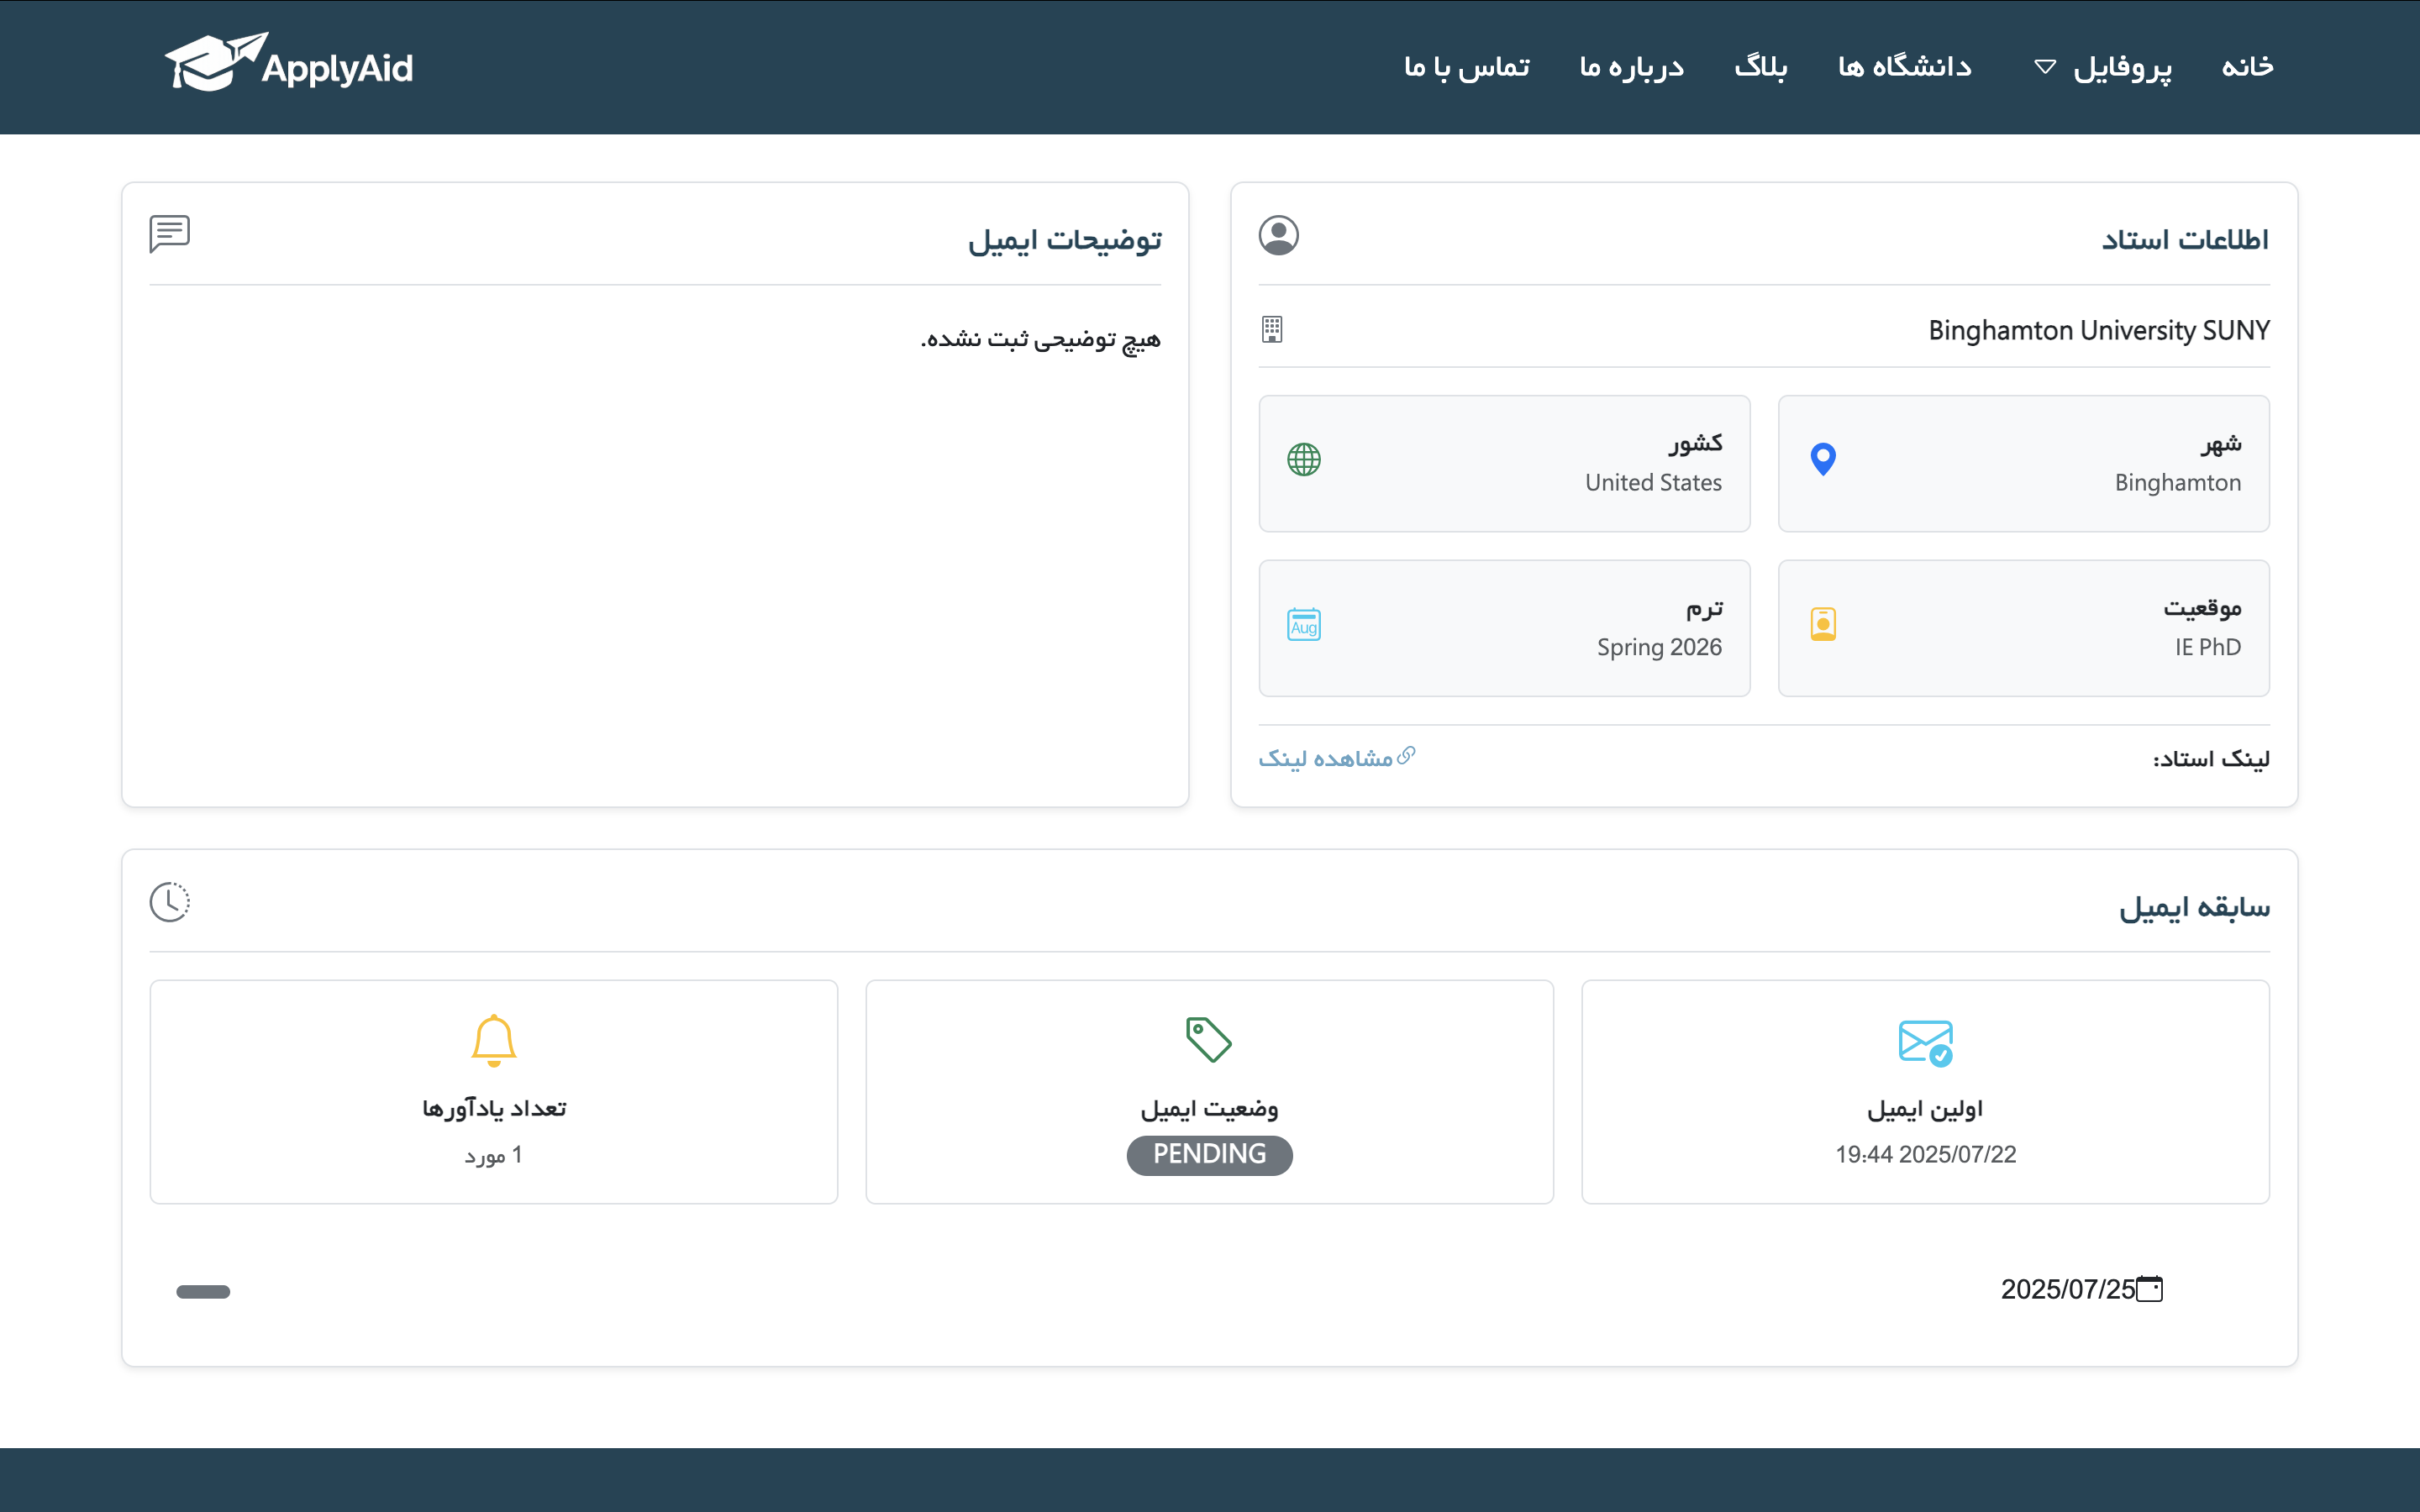 خانه
پروفایل
دانشگاه ها
بلاگ
درباره ما
تماس با ما
ApplyAid
اطلاعات استاد
Binghamton University SUNY
شهر
Binghamton
کشور
United States
موقعیت
IE PhD
ترم
Spring 2026
Aug
لینک استاد:
مشاهده لینک
توضیحات ایمیل
هیچ توضیحی ثبت نشده.
سابقه ایمیل
اولین ایمیل
19:44 2025/07/22
وضعیت ایمیل
PENDING
تعداد یادآورها
1 مورد
2025/07/25